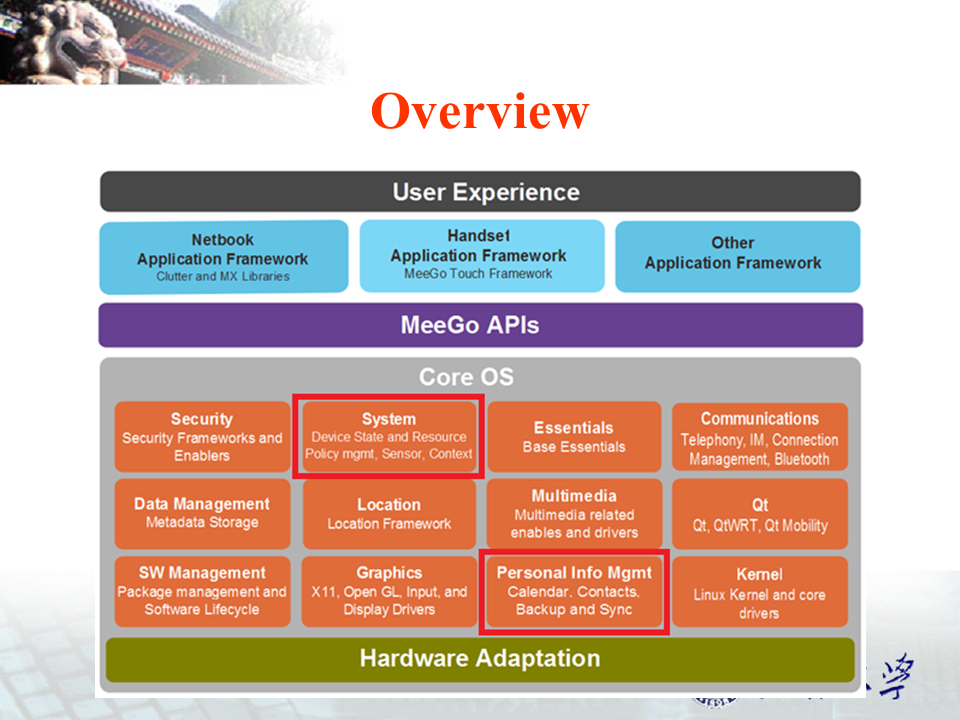 Overview
User Experience
Netbook
Application Framework
Clutter and MX Libraries
Handset
Application Framework
MeeGo Touch Framework
Other
Application Framework
MeeGo APIs
Core OS
Security
Security Frameworks and
Enablers
System
Device State and Resource
Policy mgmt, Sensor, Context
Essentials
Base Essentials
Communications
Telephony, IM, Connection
Management, Bluetooth
Data Management
Metadata Storage
Location
Location Framework
Multimedia
Multimedia related
enables and drivers
Qt
Qt, QtWRT, Qt Mobility
SW Management
Package management and
Software Lifecycle
Graphics
X11, Open GL, Input, and
Display Drivers
Personal Info Mgmt
Calendar. Contacts.
Backup and Sync
Kernel
Linux Kernel and core
drivers
Hardware Adaptation
学